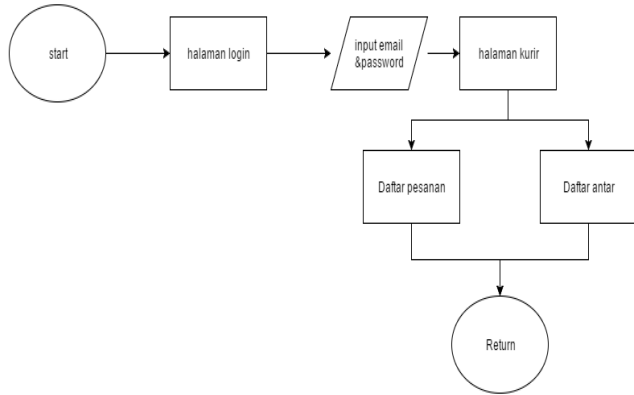 start
halaman login
input email
&password
halaman kurir
Daftar pesanan
Daftar antar
Return